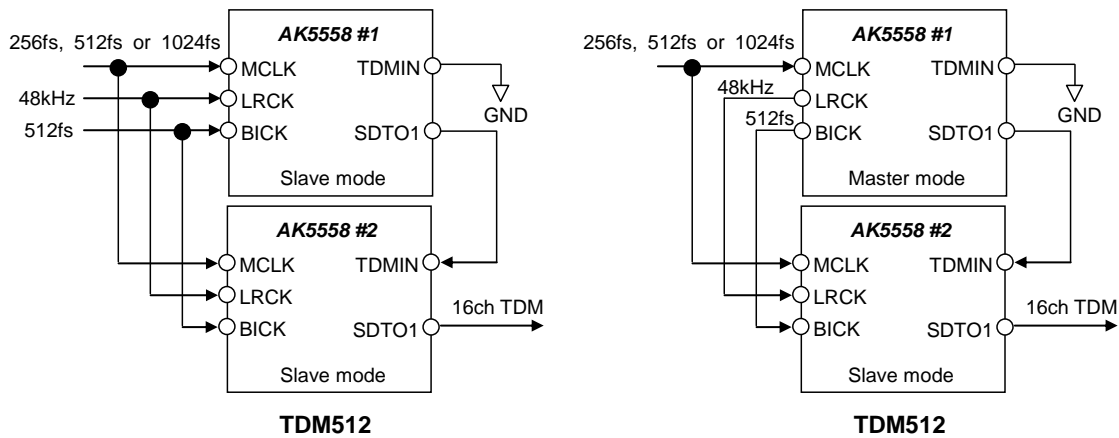 256fs, 512fs or 1024fs
48kHz
512fs
AK5558 #1
MCLK
LRCK
BICK
TDMIN
SDTO1
GND
Slave mode
AK5558 #2
MCLK
LRCK
BICK
TDMIN
SDTO1
16ch TDM
Slave mode
TDM512
256fs, 512fs or 1024fs
48kHz
512fs
AK5558 #1
MCLK
LRCK
BICK
TDMIN
SDTO1
GND
Master mode
AK5558 #2
MCLK
LRCK
BICK
TDMIN
SDTO1
16ch TDM
Slave mode
TDM512